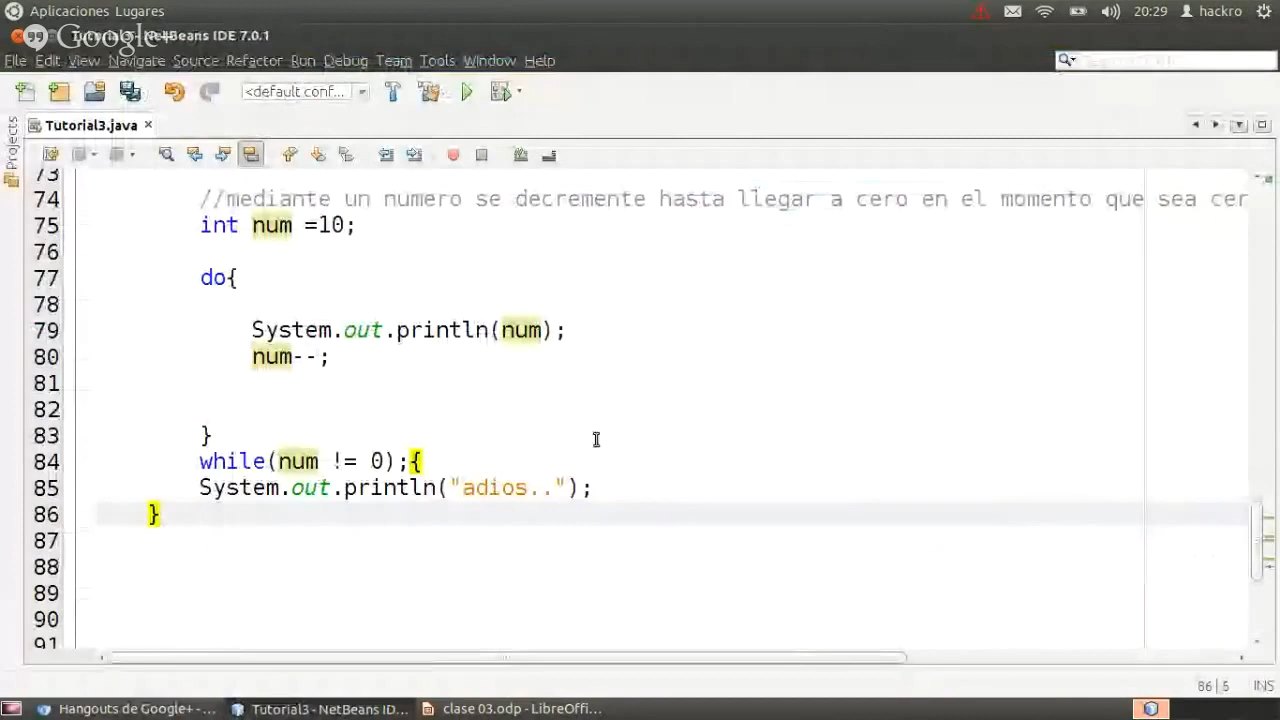 Aplicaciones Lugares
20:29 hackro
Google+
Tutorial3 - NetBeans IDE 7.0.1
File Edit View Navigate Source Refactor Run Debug Team Tools Window Help
<default conf...
Projects
Tutorial3.java
73
74 //mediante un numero se decremente hasta llegar a cero en el momento que sea cer
75 int num =10;
76
77 do{
78
79 System.out.println(num);
80 num--;
81
82
83 }
84 while(num != 0);{
85 System.out.println("adios..");
86 }
87
88
89
90
91
86|5 INS
Hangouts de Google+ -... Tutorial3 - NetBeans ID... clase 03.odp - LibreOffi...